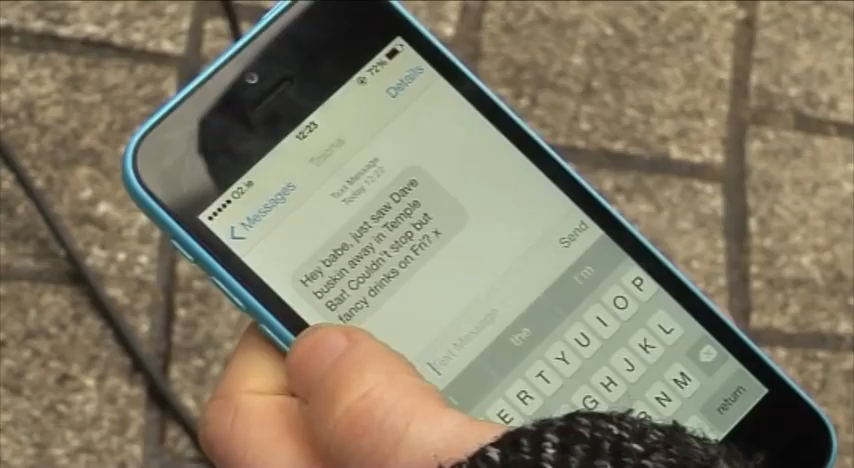 O2.ie 12:23 72%
Messages Details
Text Message
Today 12:22
Hey babe, just saw Dave
buskin away in Temple
Bar! Couldn't stop but
fancy drinks on Fri? x
Text Message Send
the I'm
E R T Y U I O P
G H J K L
B N M
return